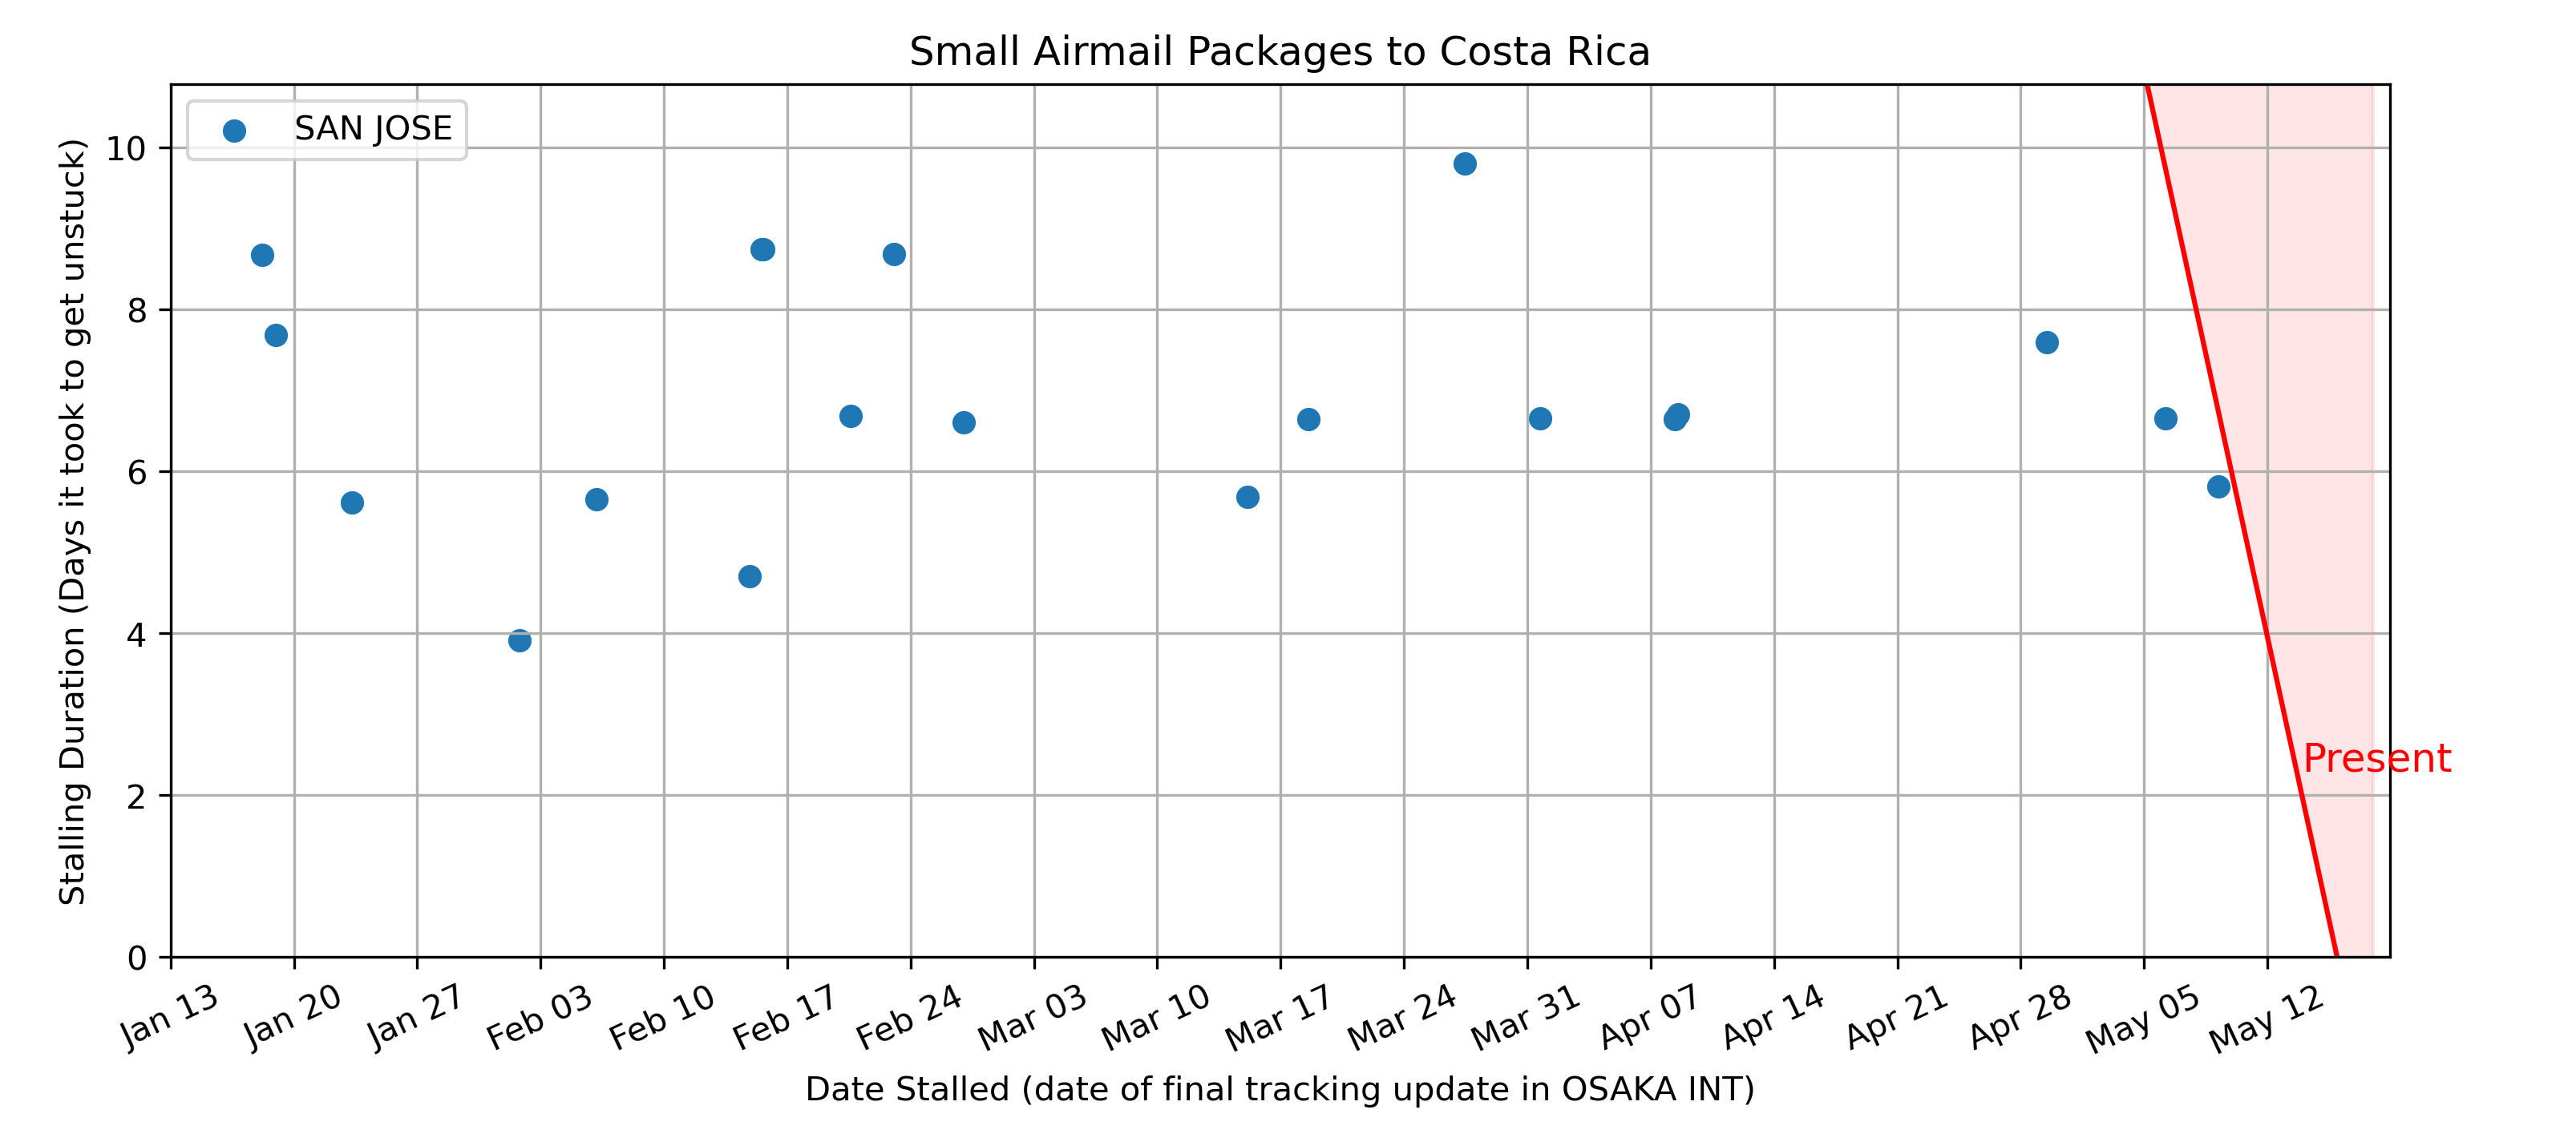 Small Airmail Packages to Costa Rica
SAN JOSE
Stalling Duration (Days it took to get unstuck)
10
8
6
4
2
0
Present
Jan 13
Jan 20
Jan 27
Feb 03
Feb 10
Feb 17
Feb 24
Mar 03
Mar 10
Mar 17
Mar 24
Mar 31
Apr 07
Apr 14
Apr 21
Apr 28
May 05
May 12
Date Stalled (date of final tracking update in OSAKA INT)